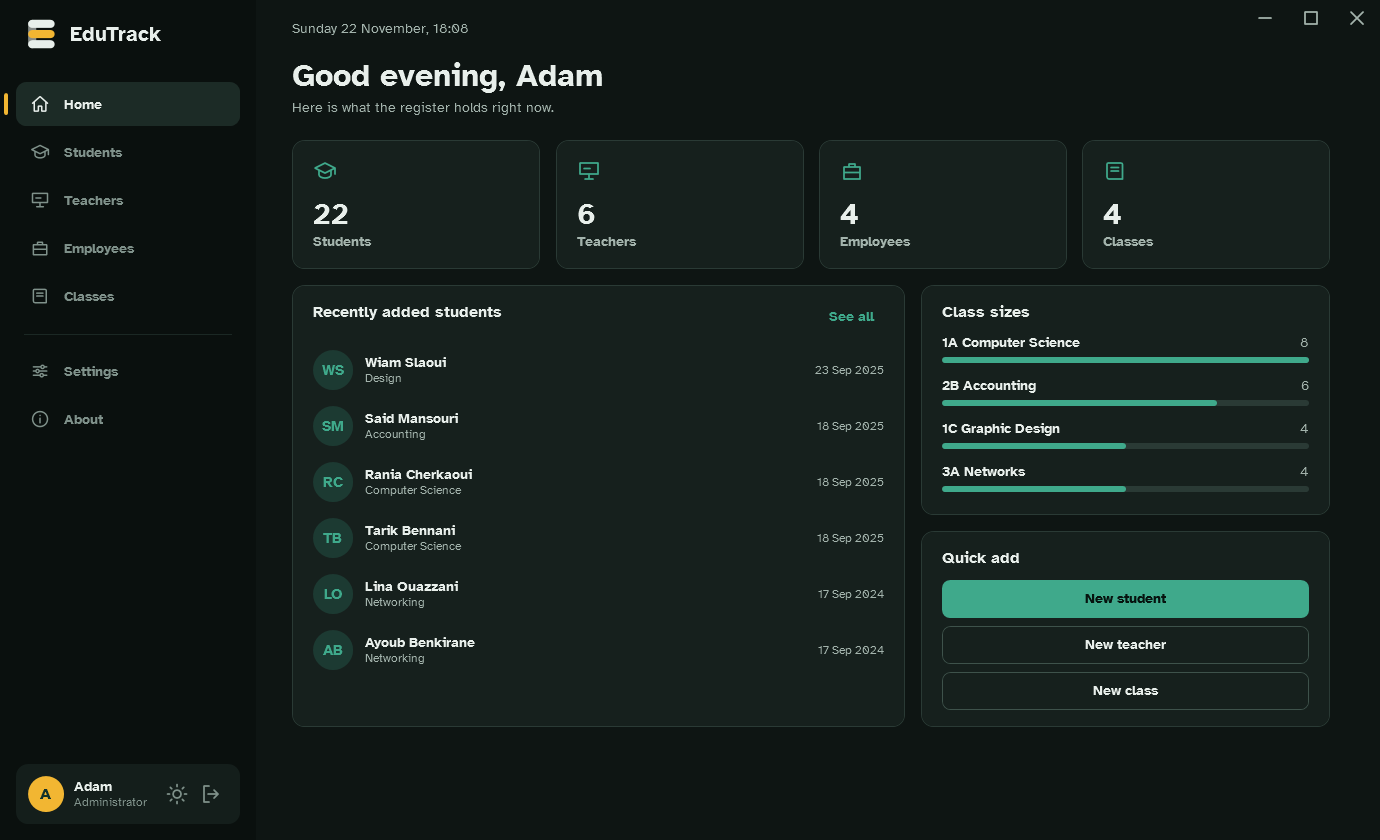 EduTrack
Home
Students
Teachers
Employees
Classes
Settings
About
A
Adam
Administrator
Sunday 22 November, 18:08
Good evening, Adam
Here is what the register holds right now.
22
Students
6
Teachers
4
Employees
4
Classes
Recently added students
See all
WS
Wiam Slaoui
Design
23 Sep 2025
SM
Said Mansouri
Accounting
18 Sep 2025
RC
Rania Cherkaoui
Computer Science
18 Sep 2025
TB
Tarik Bennani
Computer Science
18 Sep 2025
LO
Lina Ouazzani
Networking
17 Sep 2024
AB
Ayoub Benkirane
Networking
17 Sep 2024
Class sizes
1A Computer Science 8
2B Accounting 6
1C Graphic Design 4
3A Networks 4
Quick add
New student
New teacher
New class